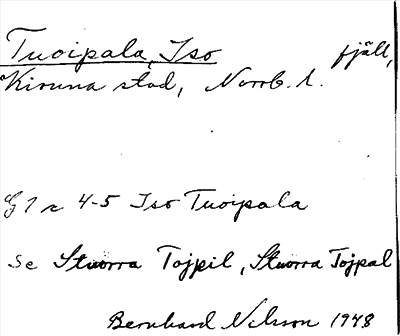 Tuoipala, Iso fjäll,
Kiruna stad, Norrb. l.
G 1 r 4-5 Iso Tuoipala
Se Stuorra Tojpil, Stuorra Tojpal
Bernhard Nilsson 1948